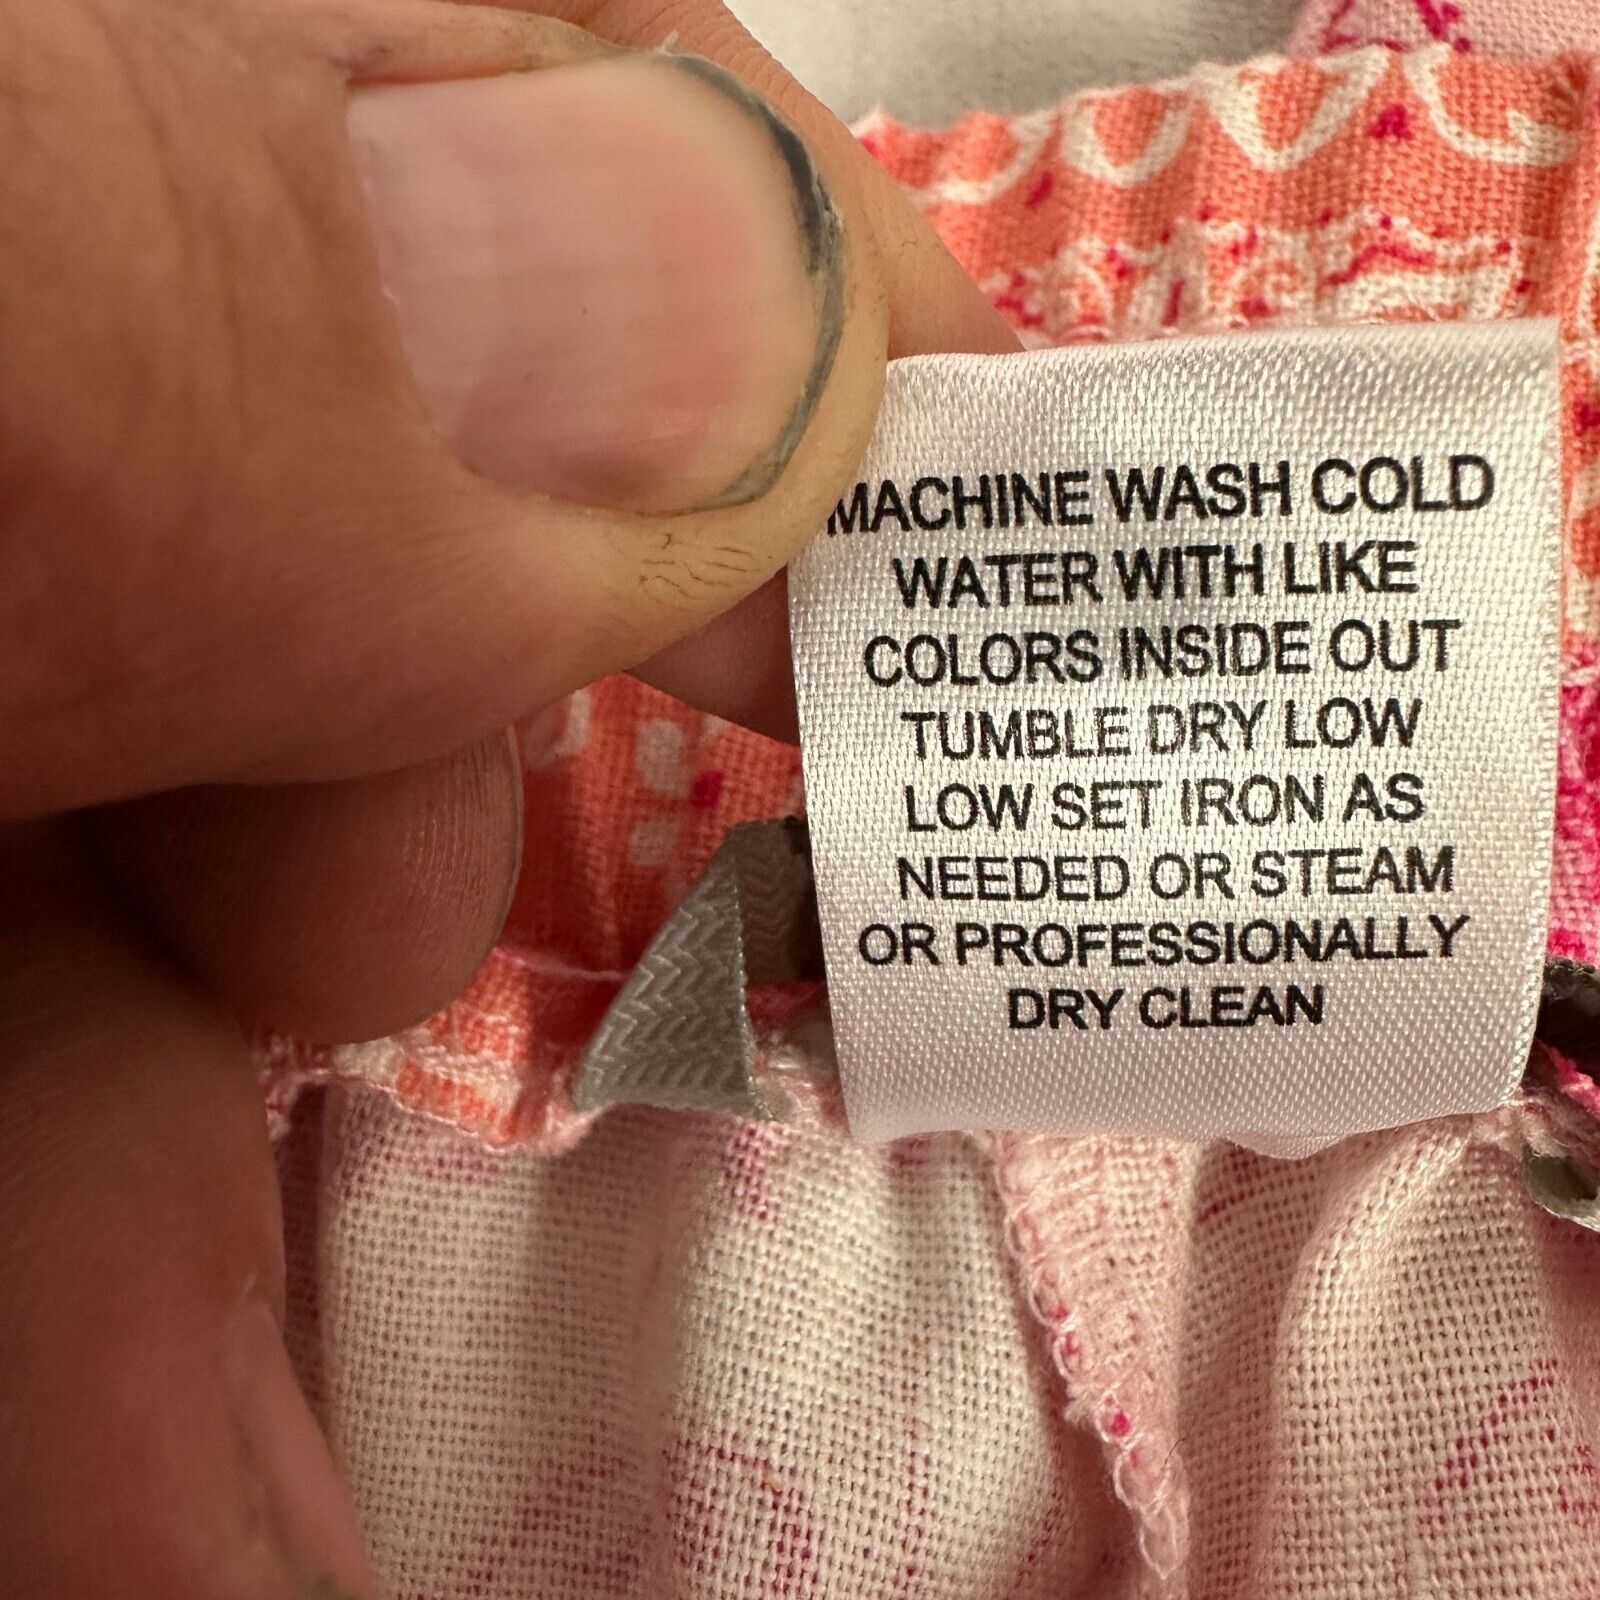 MACHINE WASH COLD
WATER WITH LIKE
COLORS INSIDE OUT
TUMBLE DRY LOW
LOW SET IRON AS
NEEDED OR STEAM
OR PROFESSIONALLY
DRY CLEAN